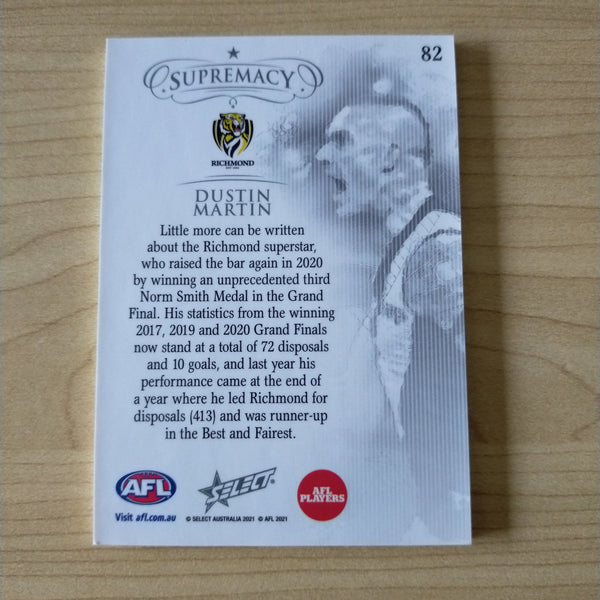 82
SUPREMACY
RICHMOND
DUSTIN
MARTIN
Little more can be written
about the Richmond superstar,
who raised the bar again in 2020
by winning an unprecedented third
Norm Smith Medal in the Grand
Final. His statistics from the winning
2017, 2019 and 2020 Grand Finals
now stand at a total of 72 disposals
and 10 goals, and last year his
performance came at the end of
a year where he led Richmond for
disposals (413) and was runner-up
in the Best and Fairest.
AFL
SELECT
AFL
PLAYERS
Visit afl.com.au
© SELECT AUSTRALIA 2021 © AFL 2021